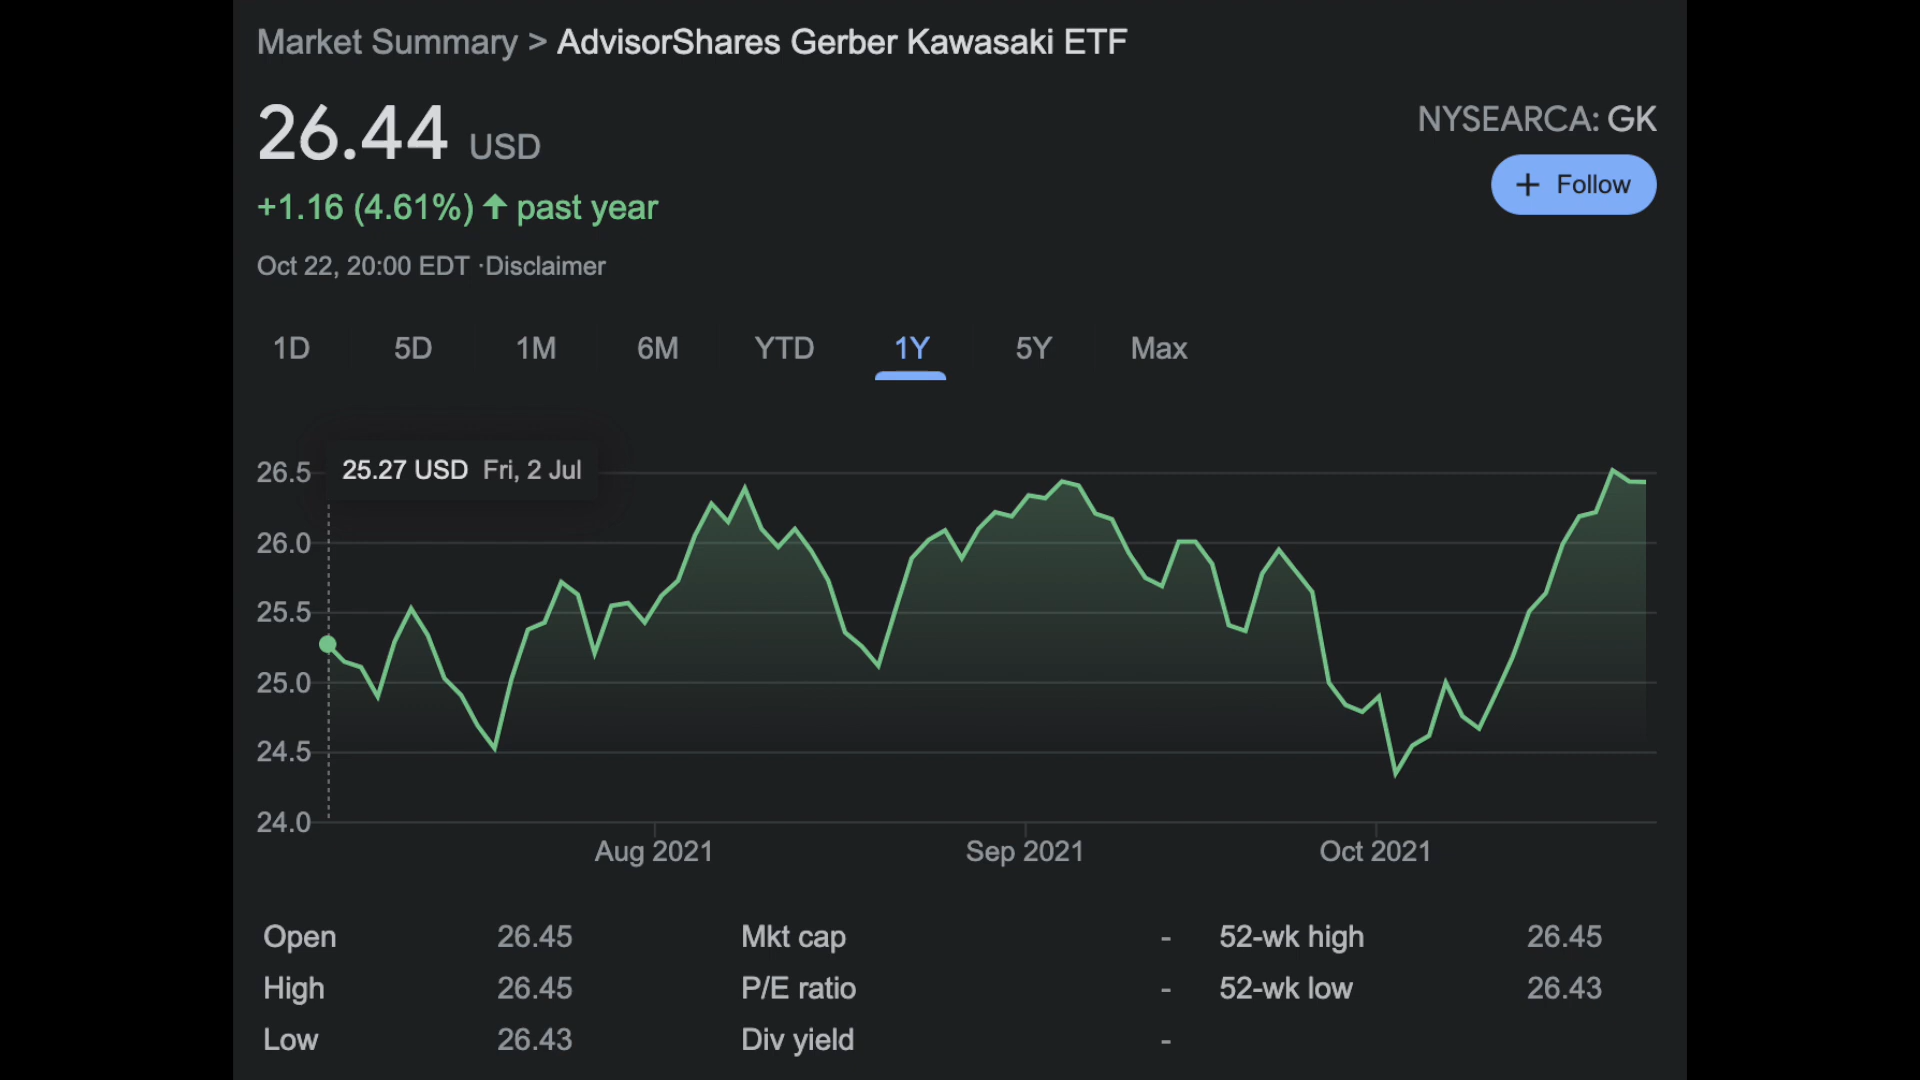 Market Summary > AdvisorShares Gerber Kawasaki ETF
26.44 USD
NYSEARCA: GK
+ Follow
+1.16 (4.61%) ↑ past year
Oct 22, 20:00 EDT ·Disclaimer
1D 5D 1M 6M YTD 1Y 5Y Max
25.27 USD Fri, 2 Jul
26.5
26.0
25.5
25.0
24.5
24.0
Aug 2021 Sep 2021 Oct 2021
Open 26.45 Mkt cap - 52-wk high 26.45
High 26.45 P/E ratio - 52-wk low 26.43
Low 26.43 Div yield -